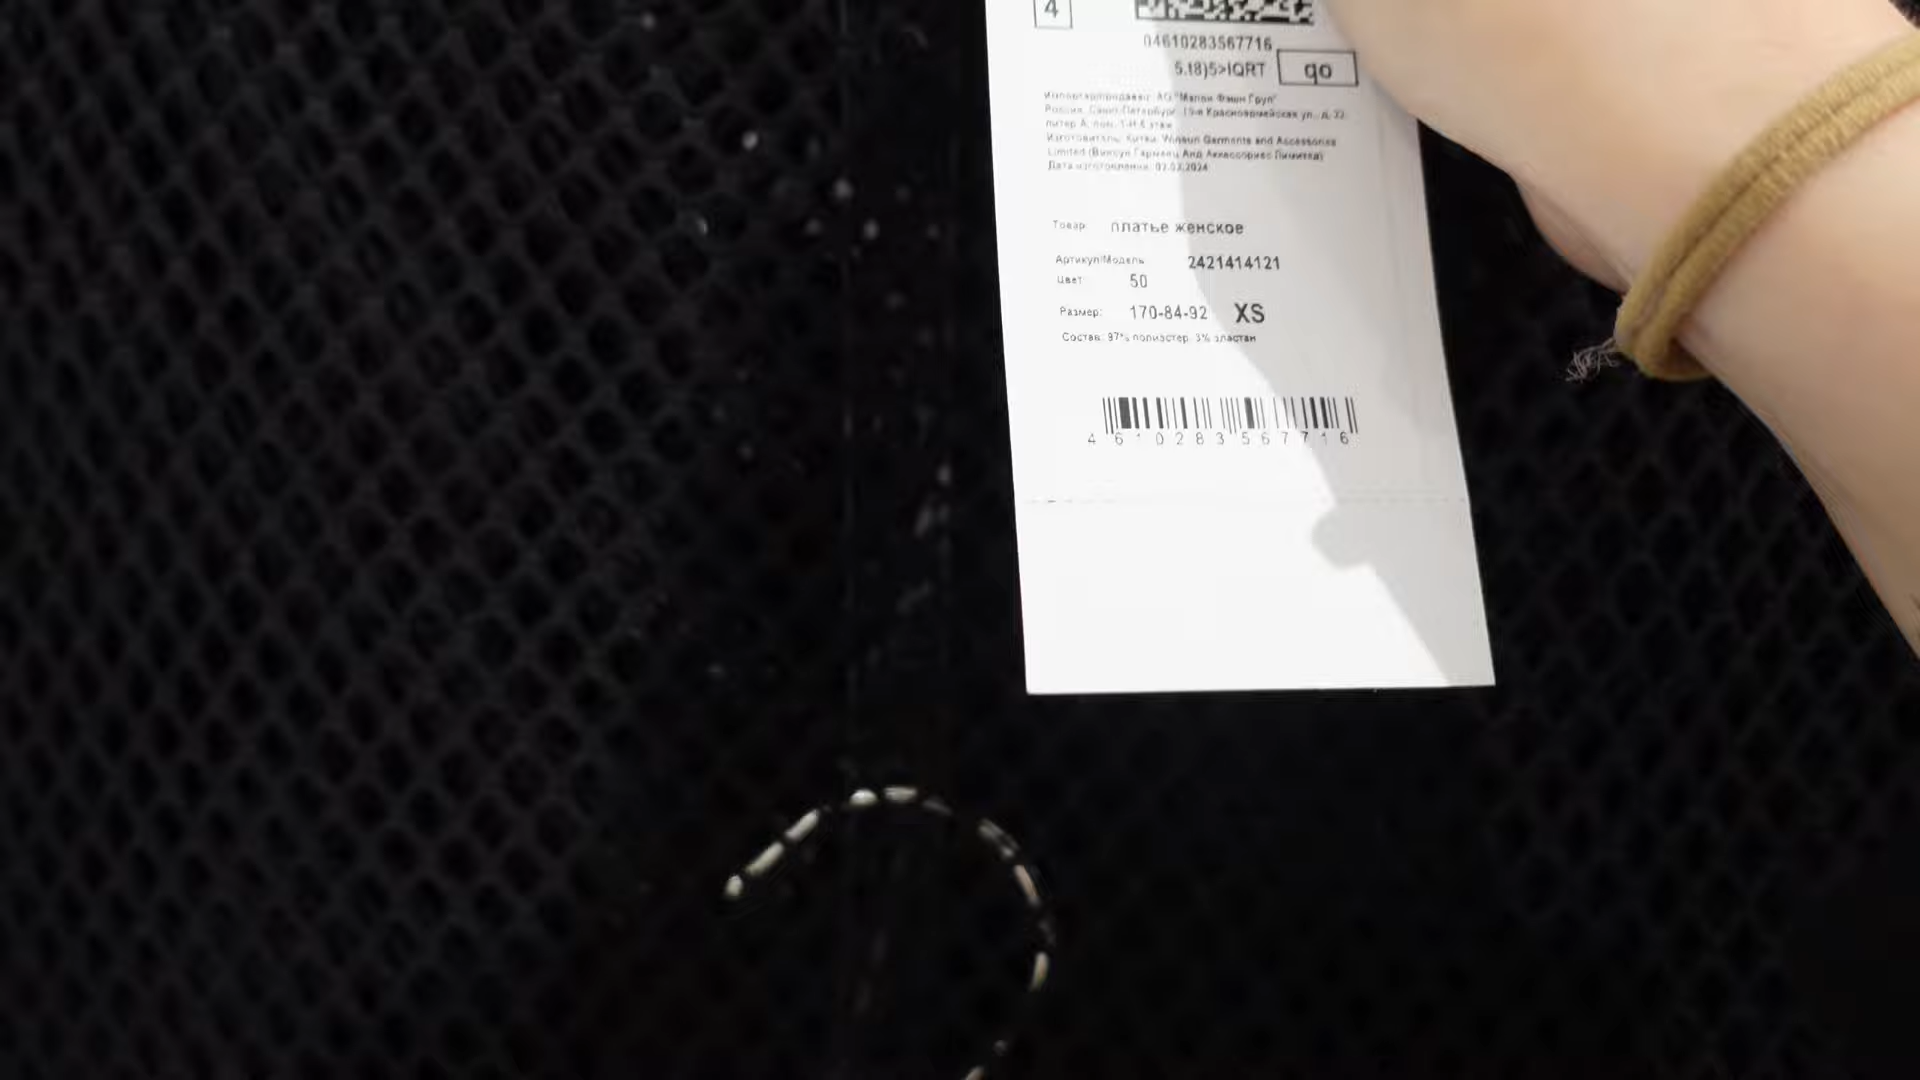 4
04610283567716
5.18)5>IQRT
qo
Импортер/продавец: АО "Мэлон Фэшн Груп"
Россия, Санкт-Петербург, 10-я Красноармейская ул., д. 22,
литер А, пом. 1-Н 6 этаж
Изготовитель: Китай Winsun Garments and Accessories
Limited (Винсун Гарментс Анд Аксессориес Лимитед)
Дата изготовления: 02.2024
Товар: платье женское
Артикул/Модель 2421414121
Цвет: 50
Размер: 170-84-92 XS
Состав: 97% полиэстер 3% эластан
4610283567716